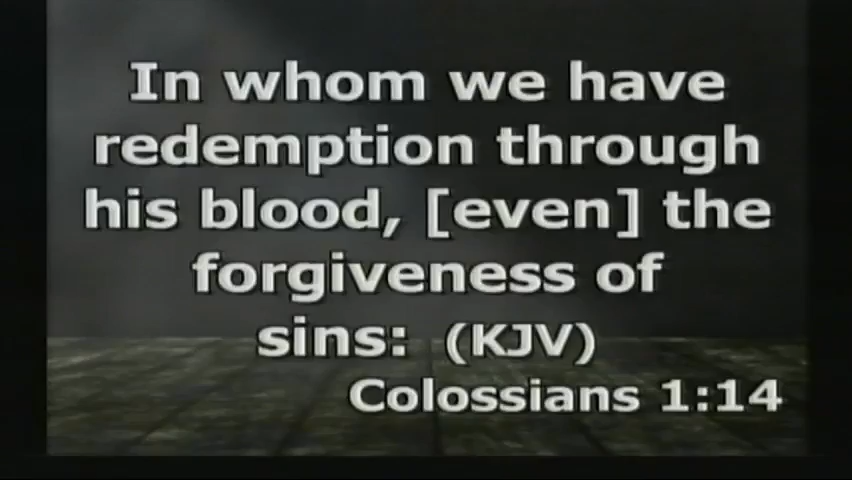 In whom we have
redemption through
his blood, [even] the
forgiveness of
sins: (KJV)
Colossians 1:14